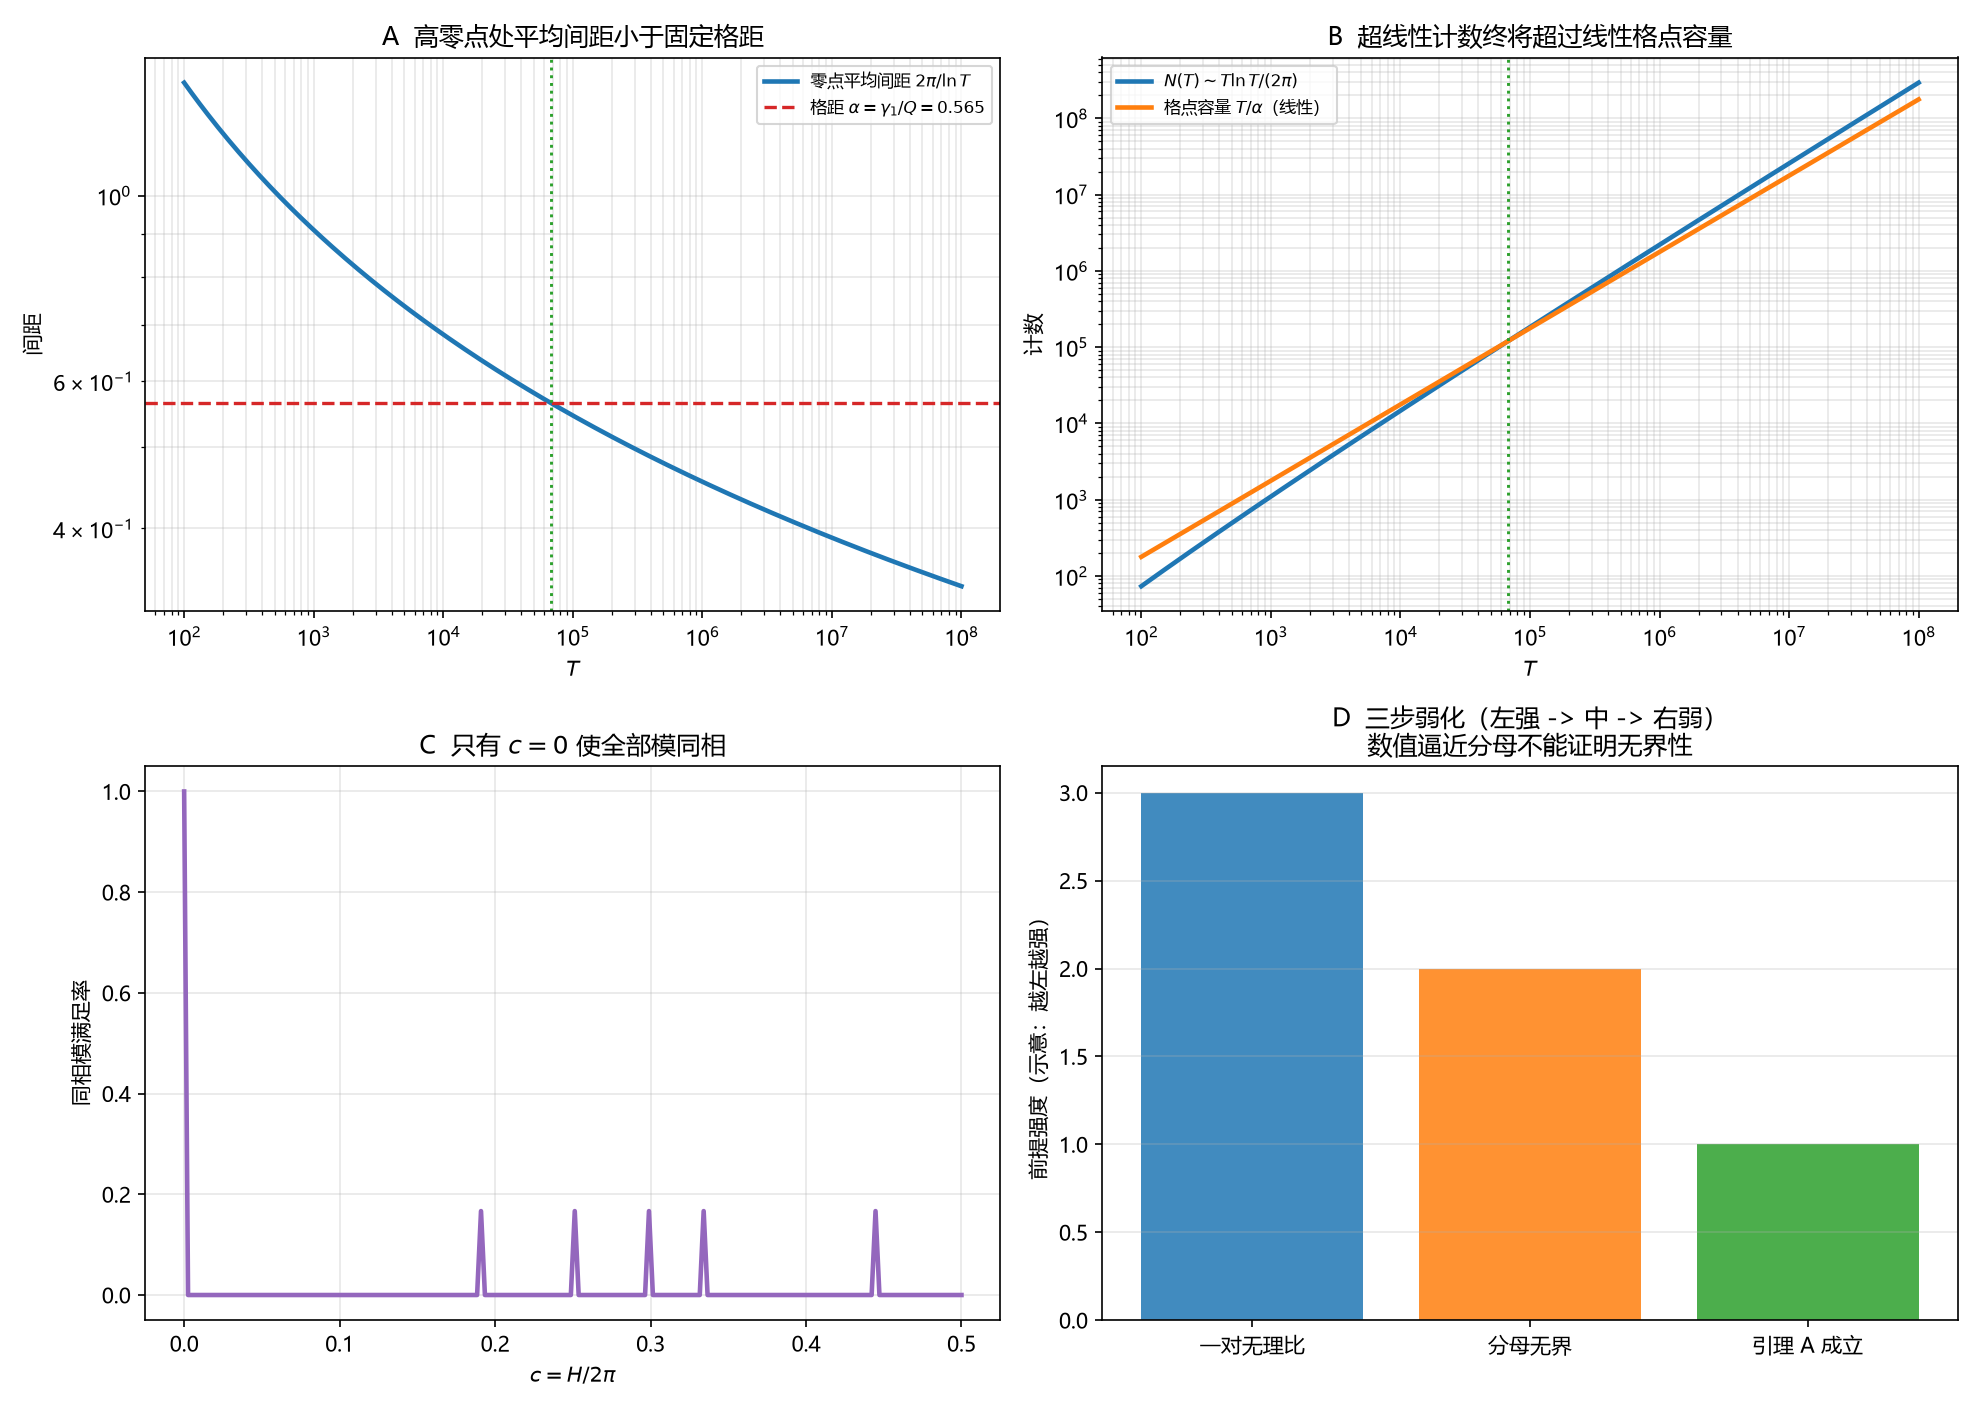 A 高零点处平均间距小于固定格距
零点平均间距 2π/ln T
格距 α = γ₁/Q = 0.565
间距
10⁰
6 × 10⁻¹
4 × 10⁻¹
10² 10³ 10⁴ 10⁵ 10⁶ 10⁷ 10⁸
T
B 超线性计数终将超过线性格点容量
N(T) ~ T ln T/(2π)
格点容量 T/α（线性）
计数
10⁸
10⁷
10⁶
10⁵
10⁴
10³
10²
10² 10³ 10⁴ 10⁵ 10⁶ 10⁷ 10⁸
T
C 只有 c = 0 使全部模同相
同相模满足率
1.0
0.8
0.6
0.4
0.2
0.0
0.0 0.1 0.2 0.3 0.4 0.5
c = H/2π
D 三步弱化（左强 -> 中 -> 右弱）
数值逼近分母不能证明无界性
前提强度（示意：越左越强）
3.0
2.5
2.0
1.5
1.0
0.5
0.0
一对无理比 分母无界 引理 A 成立